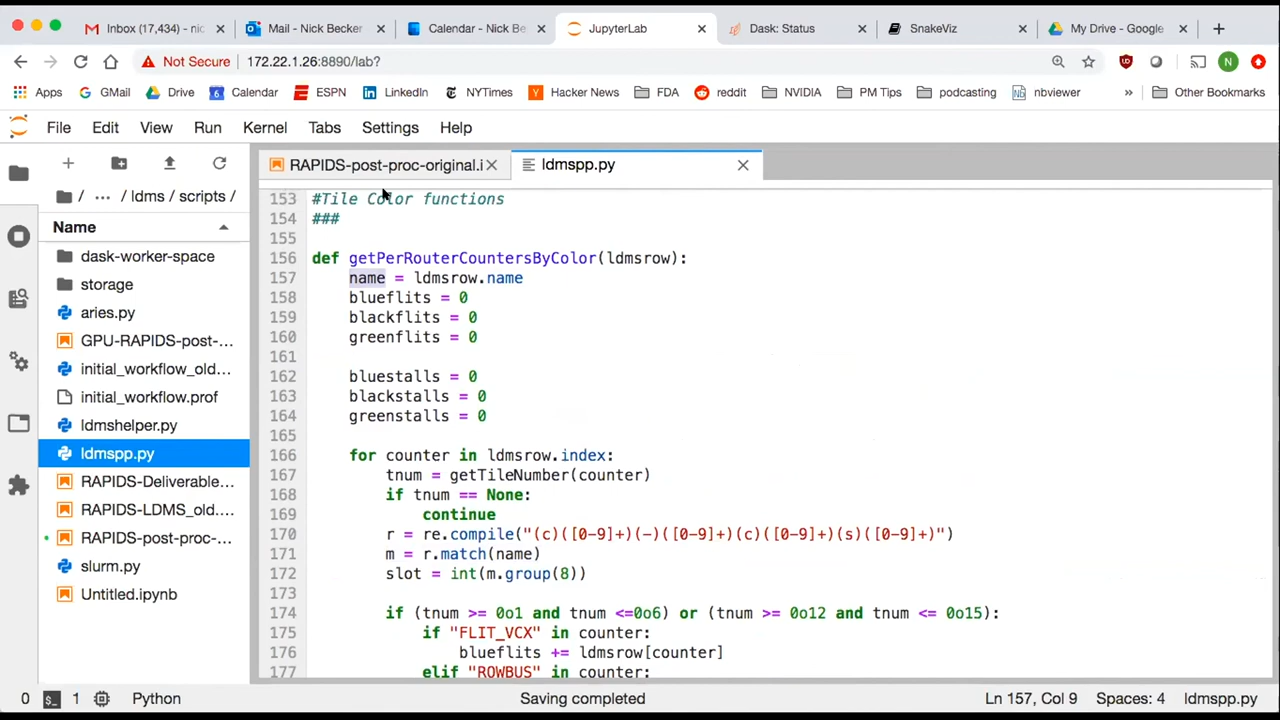 Inbox (17,434) - nic
Mail - Nick Becker
Calendar - Nick Be
JupyterLab
Dask: Status
SnakeViz
My Drive - Google
Not Secure
172.22.1.26:8890/lab?
N
Apps
GMail
Drive
6
Calendar
ESPN
LinkedIn
NYTimes
Hacker News
FDA
reddit
NVIDIA
PM Tips
podcasting
nbviewer
»
Other Bookmarks
File
Edit
View
Run
Kernel
Tabs
Settings
Help
RAPIDS-post-proc-original.i
ldmspp.py
/ ... / ldms / scripts /
Name
dask-worker-space
storage
aries.py
GPU-RAPIDS-post-...
initial_workflow_old...
initial_workflow.prof
ldmshelper.py
ldmspp.py
RAPIDS-Deliverable...
RAPIDS-LDMS_old....
RAPIDS-post-proc-...
slurm.py
Untitled.ipynb
153 #Tile Color functions
154 ###
155
156 def getPerRouterCountersByColor(ldmsrow):
157     name = ldmsrow.name
158     blueflits = 0
159     blackflits = 0
160     greenflits = 0
161
162     bluestalls = 0
163     blackstalls = 0
164     greenstalls = 0
165
166     for counter in ldmsrow.index:
167         tnum = getTileNumber(counter)
168         if tnum == None:
169             continue
170         r = re.compile("(c)([0-9]+)(-)([0-9]+)(c)([0-9]+)(s)([0-9]+)")
171         m = r.match(name)
172         slot = int(m.group(8))
173
174         if (tnum >= 0o1 and tnum <=0o6) or (tnum >= 0o12 and tnum <= 0o15):
175             if "FLIT_VCX" in counter:
176                 blueflits += ldmsrow[counter]
177             elif "ROWBUS" in counter:
0
1
Python
Saving completed
Ln 157, Col 9
Spaces: 4
ldmspp.py